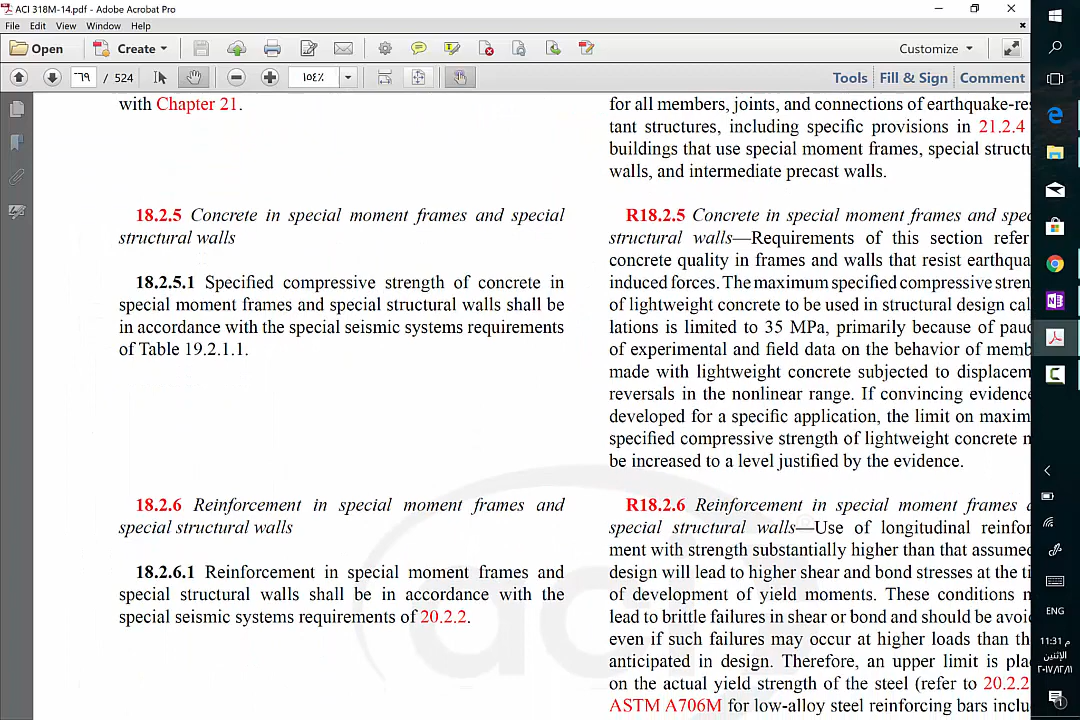 ACI 318M-14.pdf - Adobe Acrobat Pro
File Edit View Window Help
Open Create Customize
٢٦٩ / 524 ١٥٤٪ Tools Fill & Sign Comment
with Chapter 21.
18.2.5 Concrete in special moment frames and special
structural walls
18.2.5.1 Specified compressive strength of concrete in
special moment frames and special structural walls shall be
in accordance with the special seismic systems requirements
of Table 19.2.1.1.
18.2.6 Reinforcement in special moment frames and
special structural walls
18.2.6.1 Reinforcement in special moment frames and
special structural walls shall be in accordance with the
special seismic systems requirements of 20.2.2.
for all members, joints, and connections of earthquake-res
tant structures, including specific provisions in 21.2.4
buildings that use special moment frames, special structu
walls, and intermediate precast walls.
R18.2.5 Concrete in special moment frames and spec
structural walls—Requirements of this section refer
concrete quality in frames and walls that resist earthqua
induced forces. The maximum specified compressive stren
of lightweight concrete to be used in structural design cal
lations is limited to 35 MPa, primarily because of pauc
of experimental and field data on the behavior of memb
made with lightweight concrete subjected to displacem
reversals in the nonlinear range. If convincing evidence
developed for a specific application, the limit on maxim
specified compressive strength of lightweight concrete m
be increased to a level justified by the evidence.
R18.2.6 Reinforcement in special moment frames a
special structural walls—Use of longitudinal reinfor
ment with strength substantially higher than that assumed
design will lead to higher shear and bond stresses at the ti
of development of yield moments. These conditions m
lead to brittle failures in shear or bond and should be avoi
even if such failures may occur at higher loads than th
anticipated in design. Therefore, an upper limit is pla
on the actual yield strength of the steel (refer to 20.2.2
ASTM A706M for low-alloy steel reinforcing bars inclu
aci
ENG
11:31 م
الإثنين
٢٠١٧/١٢/١١